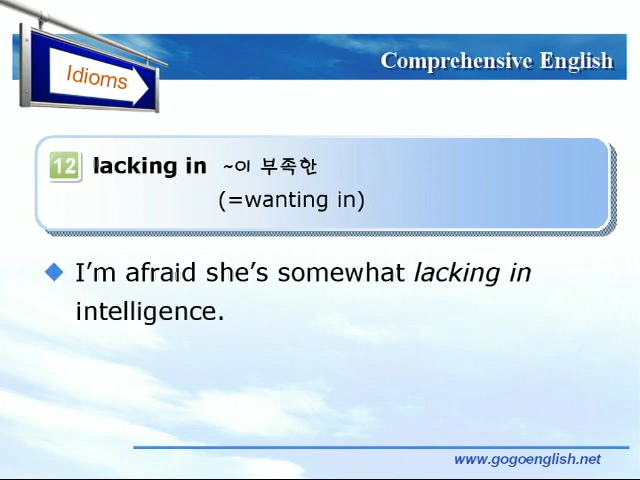 Idioms
Comprehensive English
12 lacking in ~이 부족한
(=wanting in)
I'm afraid she's somewhat lacking in
intelligence.
www.gogoenglish.net